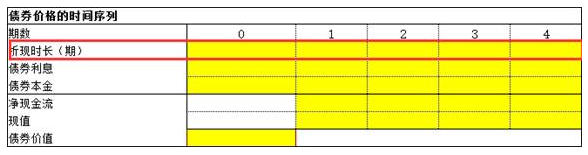 债券价格的时间序列
期数 0 1 2 3 4
折现时长（期）
债券利息
债券本金
净现金流
现值
债券价值